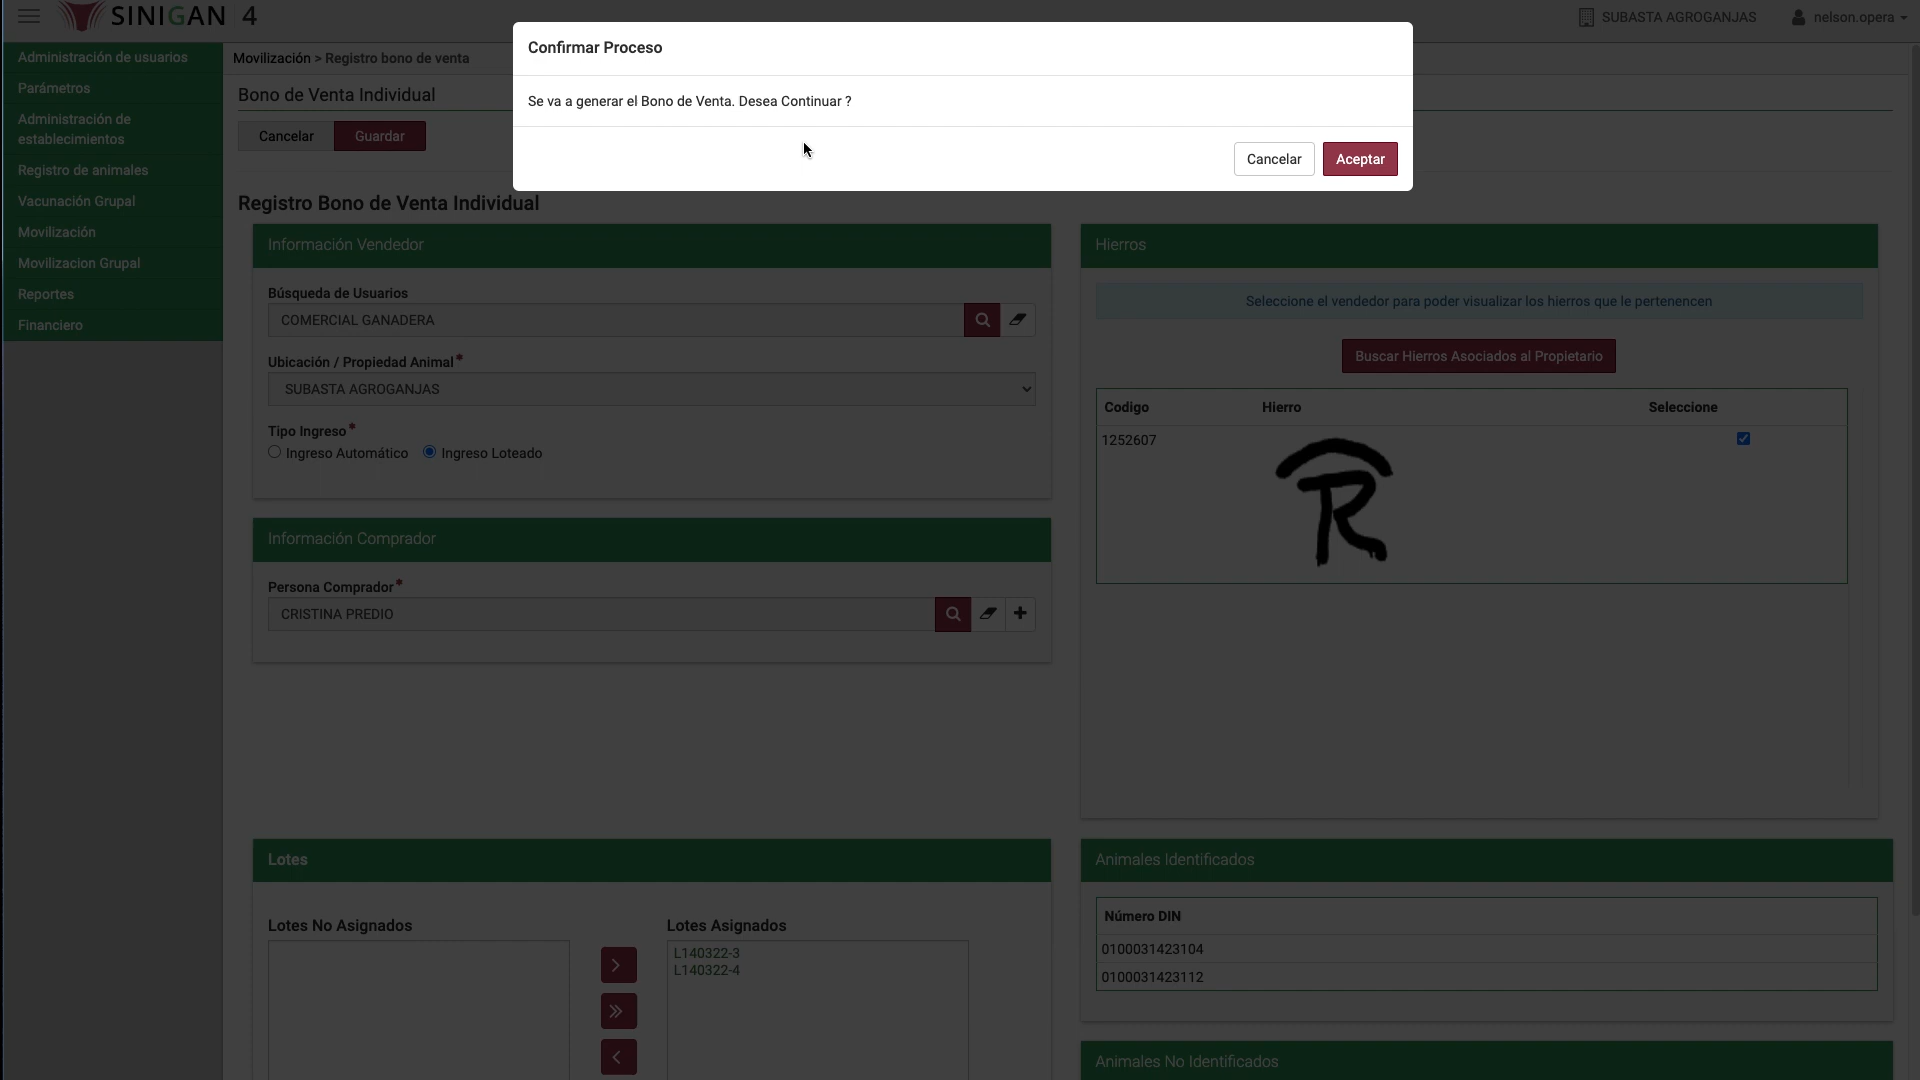 SINIGAN 4
SUBASTA AGROGANJAS
nelson.opera
Administración de usuarios
Parámetros
Administración de
establecimientos
Registro de animales
Vacunación Grupal
Movilización
Movilizacion Grupal
Reportes
Financiero
Movilización > Registro bono de venta
Bono de Venta Individual
Cancelar
Guardar
Confirmar Proceso
Se va a generar el Bono de Venta. Desea Continuar ?
Cancelar
Aceptar
Registro Bono de Venta Individual
Información Vendedor
Búsqueda de Usuarios
COMERCIAL GANADERA
Ubicación / Propiedad Animal*
SUBASTA AGROGANJAS
Tipo Ingreso*
Ingreso Automático
Ingreso Loteado
Información Comprador
Persona Comprador*
CRISTINA PREDIO
Hierros
Seleccione el vendedor para poder visualizar los hierros que le pertenencen
Buscar Hierros Asociados al Propietario
Codigo Hierro Seleccione
1252607
R
Lotes
Lotes No Asignados
Lotes Asignados
L140322-3
L140322-4
Animales Identificados
Número DIN
0100031423104
0100031423112
Animales No Identificados